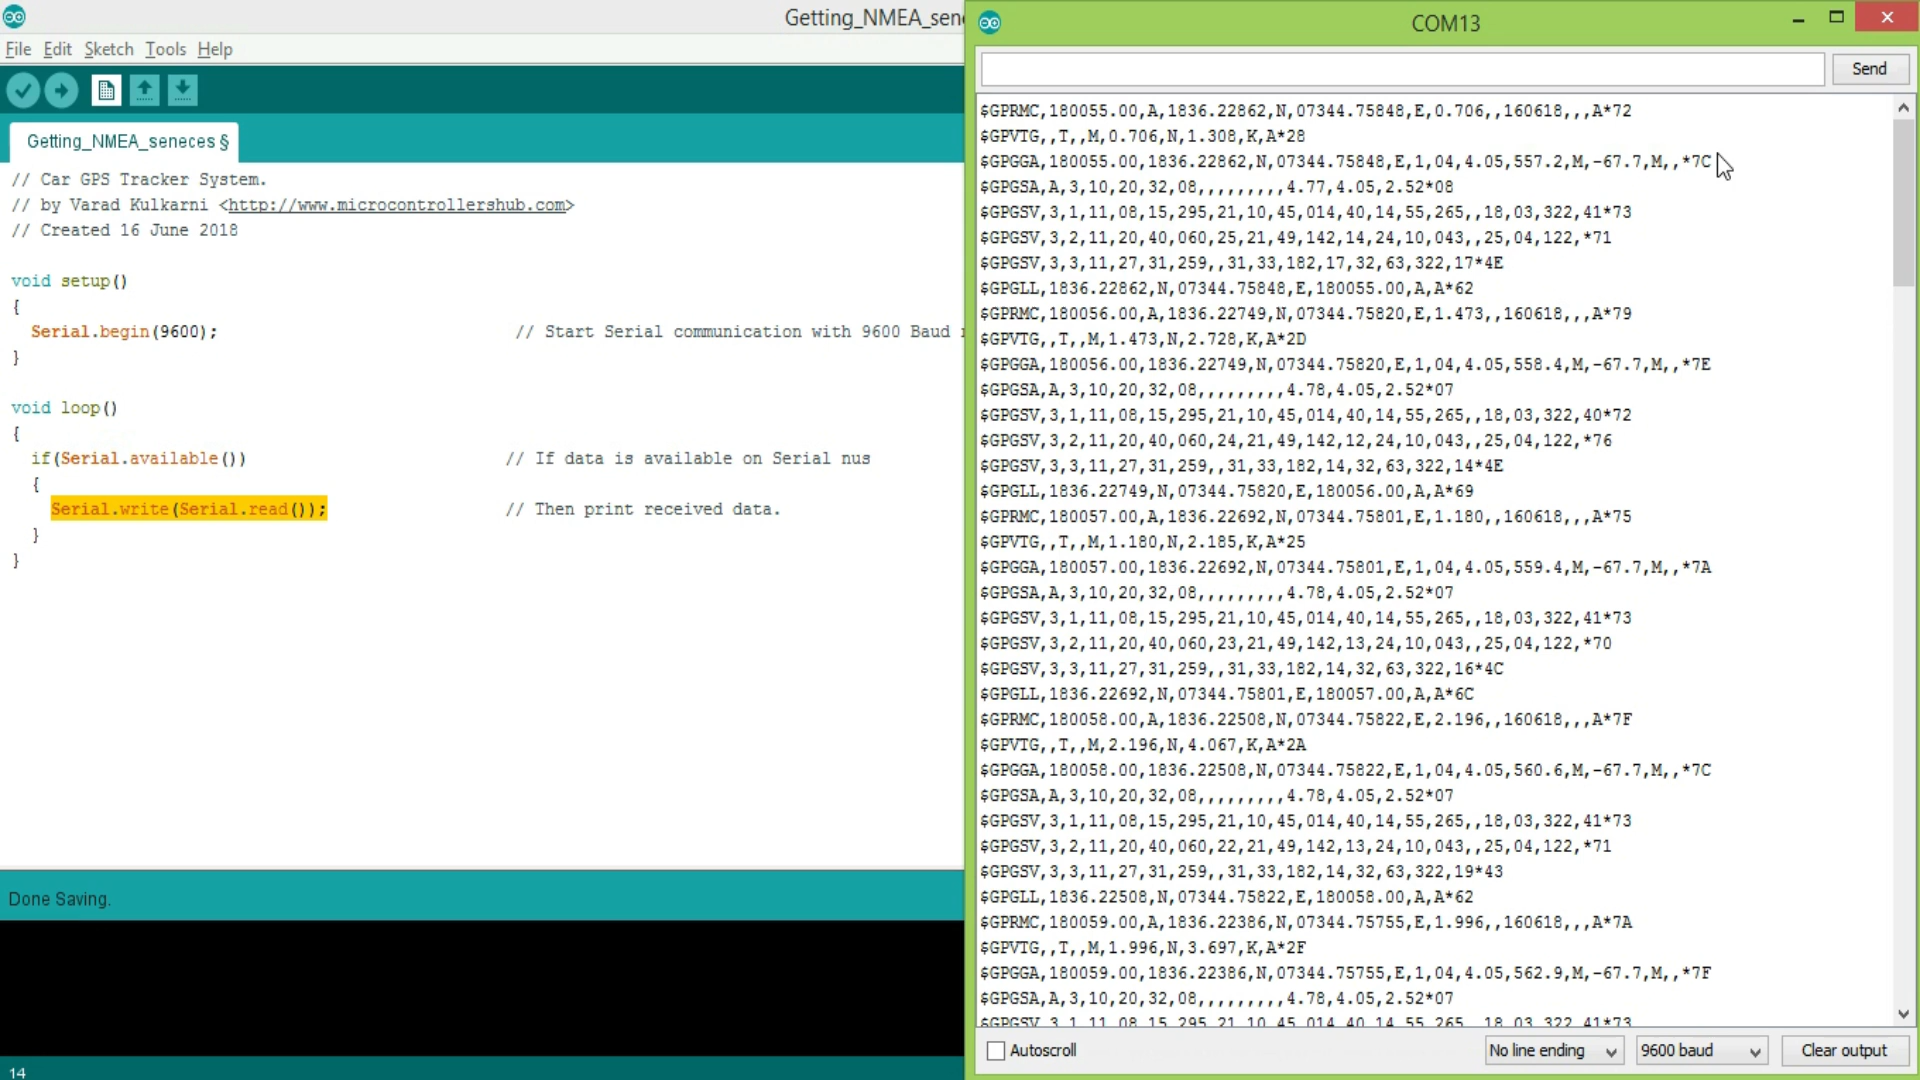 Getting_NMEA_sene
File Edit Sketch Tools Help
Getting_NMEA_seneces §
// Car GPS Tracker System.
// by Varad Kulkarni <http://www.microcontrollershub.com>
// Created 16 June 2018
void setup()
{
Serial.begin(9600); // Start Serial communication with 9600 Baud
}
void loop()
{
if(Serial.available()) // If data is available on Serial nus
{
Serial.write(Serial.read()); // Then print received data.
}
}
Done Saving.
14
COM13
Send
$GPRMC,180055.00,A,1836.22862,N,07344.75848,E,0.706,,160618,,,A*72
$GPVTG,,T,,M,0.706,N,1.308,K,A*28
$GPGGA,180055.00,1836.22862,N,07344.75848,E,1,04,4.05,557.2,M,-67.7,M,,*7C
$GPGSA,A,3,10,20,32,08,,,,,,,,,4.77,4.05,2.52*08
$GPGSV,3,1,11,08,15,295,21,10,45,014,40,14,55,265,,18,03,322,41*73
$GPGSV,3,2,11,20,40,060,25,21,49,142,14,24,10,043,,25,04,122,*71
$GPGSV,3,3,11,27,31,259,,31,33,182,17,32,63,322,17*4E
$GPGLL,1836.22862,N,07344.75848,E,180055.00,A,A*62
$GPRMC,180056.00,A,1836.22749,N,07344.75820,E,1.473,,160618,,,A*79
$GPVTG,,T,,M,1.473,N,2.728,K,A*2D
$GPGGA,180056.00,1836.22749,N,07344.75820,E,1,04,4.05,558.4,M,-67.7,M,,*7E
$GPGSA,A,3,10,20,32,08,,,,,,,,,4.78,4.05,2.52*07
$GPGSV,3,1,11,08,15,295,21,10,45,014,40,14,55,265,,18,03,322,40*72
$GPGSV,3,2,11,20,40,060,24,21,49,142,12,24,10,043,,25,04,122,*76
$GPGSV,3,3,11,27,31,259,,31,33,182,14,32,63,322,14*4E
$GPGLL,1836.22749,N,07344.75820,E,180056.00,A,A*69
$GPRMC,180057.00,A,1836.22692,N,07344.75801,E,1.180,,160618,,,A*75
$GPVTG,,T,,M,1.180,N,2.185,K,A*25
$GPGGA,180057.00,1836.22692,N,07344.75801,E,1,04,4.05,559.4,M,-67.7,M,,*7A
$GPGSA,A,3,10,20,32,08,,,,,,,,,4.78,4.05,2.52*07
$GPGSV,3,1,11,08,15,295,21,10,45,014,40,14,55,265,,18,03,322,41*73
$GPGSV,3,2,11,20,40,060,23,21,49,142,13,24,10,043,,25,04,122,*70
$GPGSV,3,3,11,27,31,259,,31,33,182,14,32,63,322,16*4C
$GPGLL,1836.22692,N,07344.75801,E,180057.00,A,A*6C
$GPRMC,180058.00,A,1836.22508,N,07344.75822,E,2.196,,160618,,,A*7F
$GPVTG,,T,,M,2.196,N,4.067,K,A*2A
$GPGGA,180058.00,1836.22508,N,07344.75822,E,1,04,4.05,560.6,M,-67.7,M,,*7C
$GPGSA,A,3,10,20,32,08,,,,,,,,,4.78,4.05,2.52*07
$GPGSV,3,1,11,08,15,295,21,10,45,014,40,14,55,265,,18,03,322,41*73
$GPGSV,3,2,11,20,40,060,22,21,49,142,13,24,10,043,,25,04,122,*71
$GPGSV,3,3,11,27,31,259,,31,33,182,14,32,63,322,19*43
$GPGLL,1836.22508,N,07344.75822,E,180058.00,A,A*62
$GPRMC,180059.00,A,1836.22386,N,07344.75755,E,1.996,,160618,,,A*7A
$GPVTG,,T,,M,1.996,N,3.697,K,A*2F
$GPGGA,180059.00,1836.22386,N,07344.75755,E,1,04,4.05,562.9,M,-67.7,M,,*7F
$GPGSA,A,3,10,20,32,08,,,,,,,,,4.78,4.05,2.52*07
$GPGSV,3,1,11,08,15,295,21,10,45,014,40,14,55,265,,18,03,322,41*73
Autoscroll No line ending 9600 baud Clear output